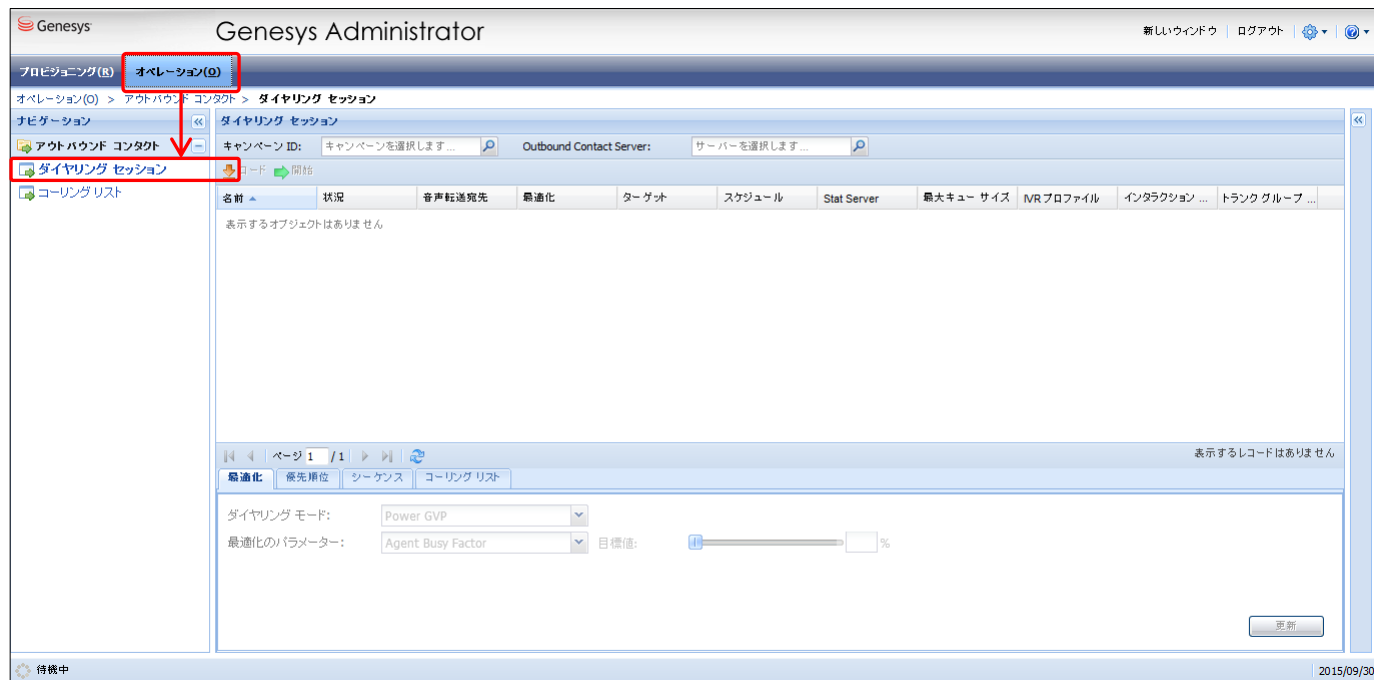 Genesys
Genesys Administrator
新しいウィンドウ ログアウト
プロビジョニング(R) オペレーション(O)
オペレーション(O) > アウトバウンド コンタクト > ダイヤリング セッション
ナビゲーション
ダイヤリング セッション
アウトバウンド コンタクト
キャンペーン ID: キャンペーンを選択します... Outbound Contact Server: サーバーを選択します...
ダイヤリング セッション
コーリング リスト
ロード 開始
名前 状況 音声転送宛先 最適化 ターゲット スケジュール Stat Server 最大キュー サイズ IVR プロファイル インタラクション ... トランク グループ ...
表示するオブジェクトはありません
ページ 1 / 1
表示するレコードはありません
最適化 優先順位 シーケンス コーリング リスト
ダイヤリング モード: Power GVP
最適化のパラメーター: Agent Busy Factor 目標値: %
更新
待機中
2015/09/30